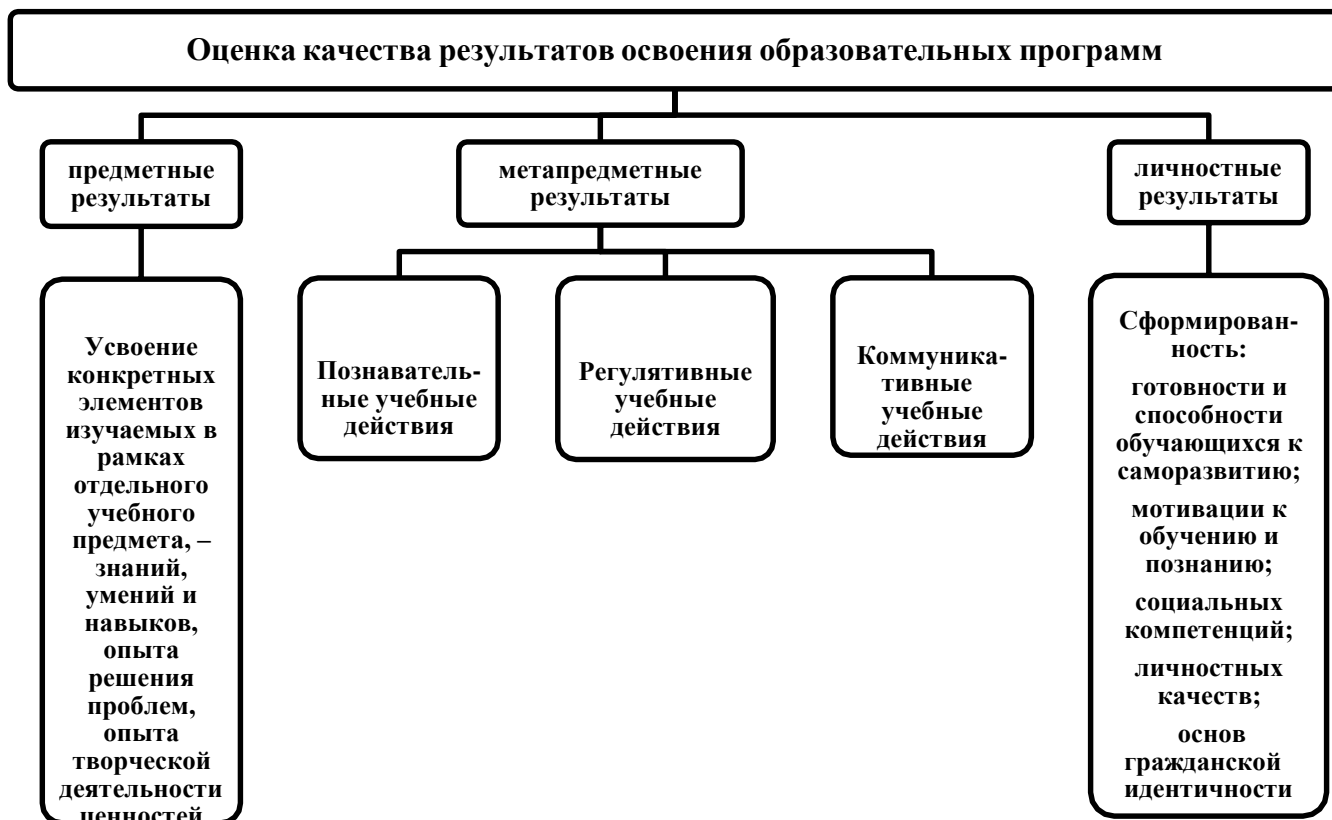 Оценка качества результатов освоения образовательных программ
предметные
результаты
метапредметные
результаты
личностные
результаты
Усвоение
конкретных
элементов
изучаемых в
рамках
отдельного
учебного
предмета, –
знаний,
умений и
навыков,
опыта
решения
проблем,
опыта
творческой
деятельности
ценностей
Познаватель-
ные учебные
действия
Регулятивные
учебные
действия
Коммуника-
тивные
учебные
действия
Сформирован-
ность:
готовности и
способности
обучающихся к
саморазвитию;
мотивации к
обучению и
познанию;
социальных
компетенций;
личностных
качеств;
основ
гражданской
идентичности